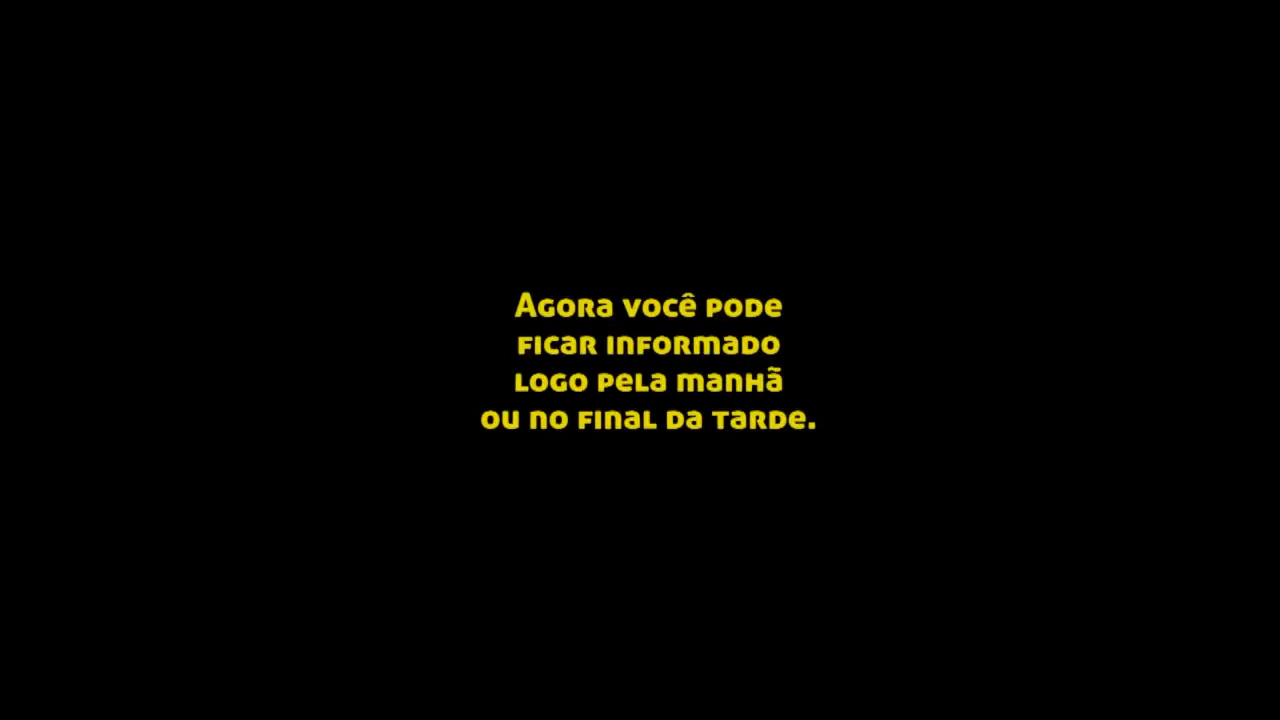 Agora você pode
ficar informado
logo pela manhã
ou no final da tarde.